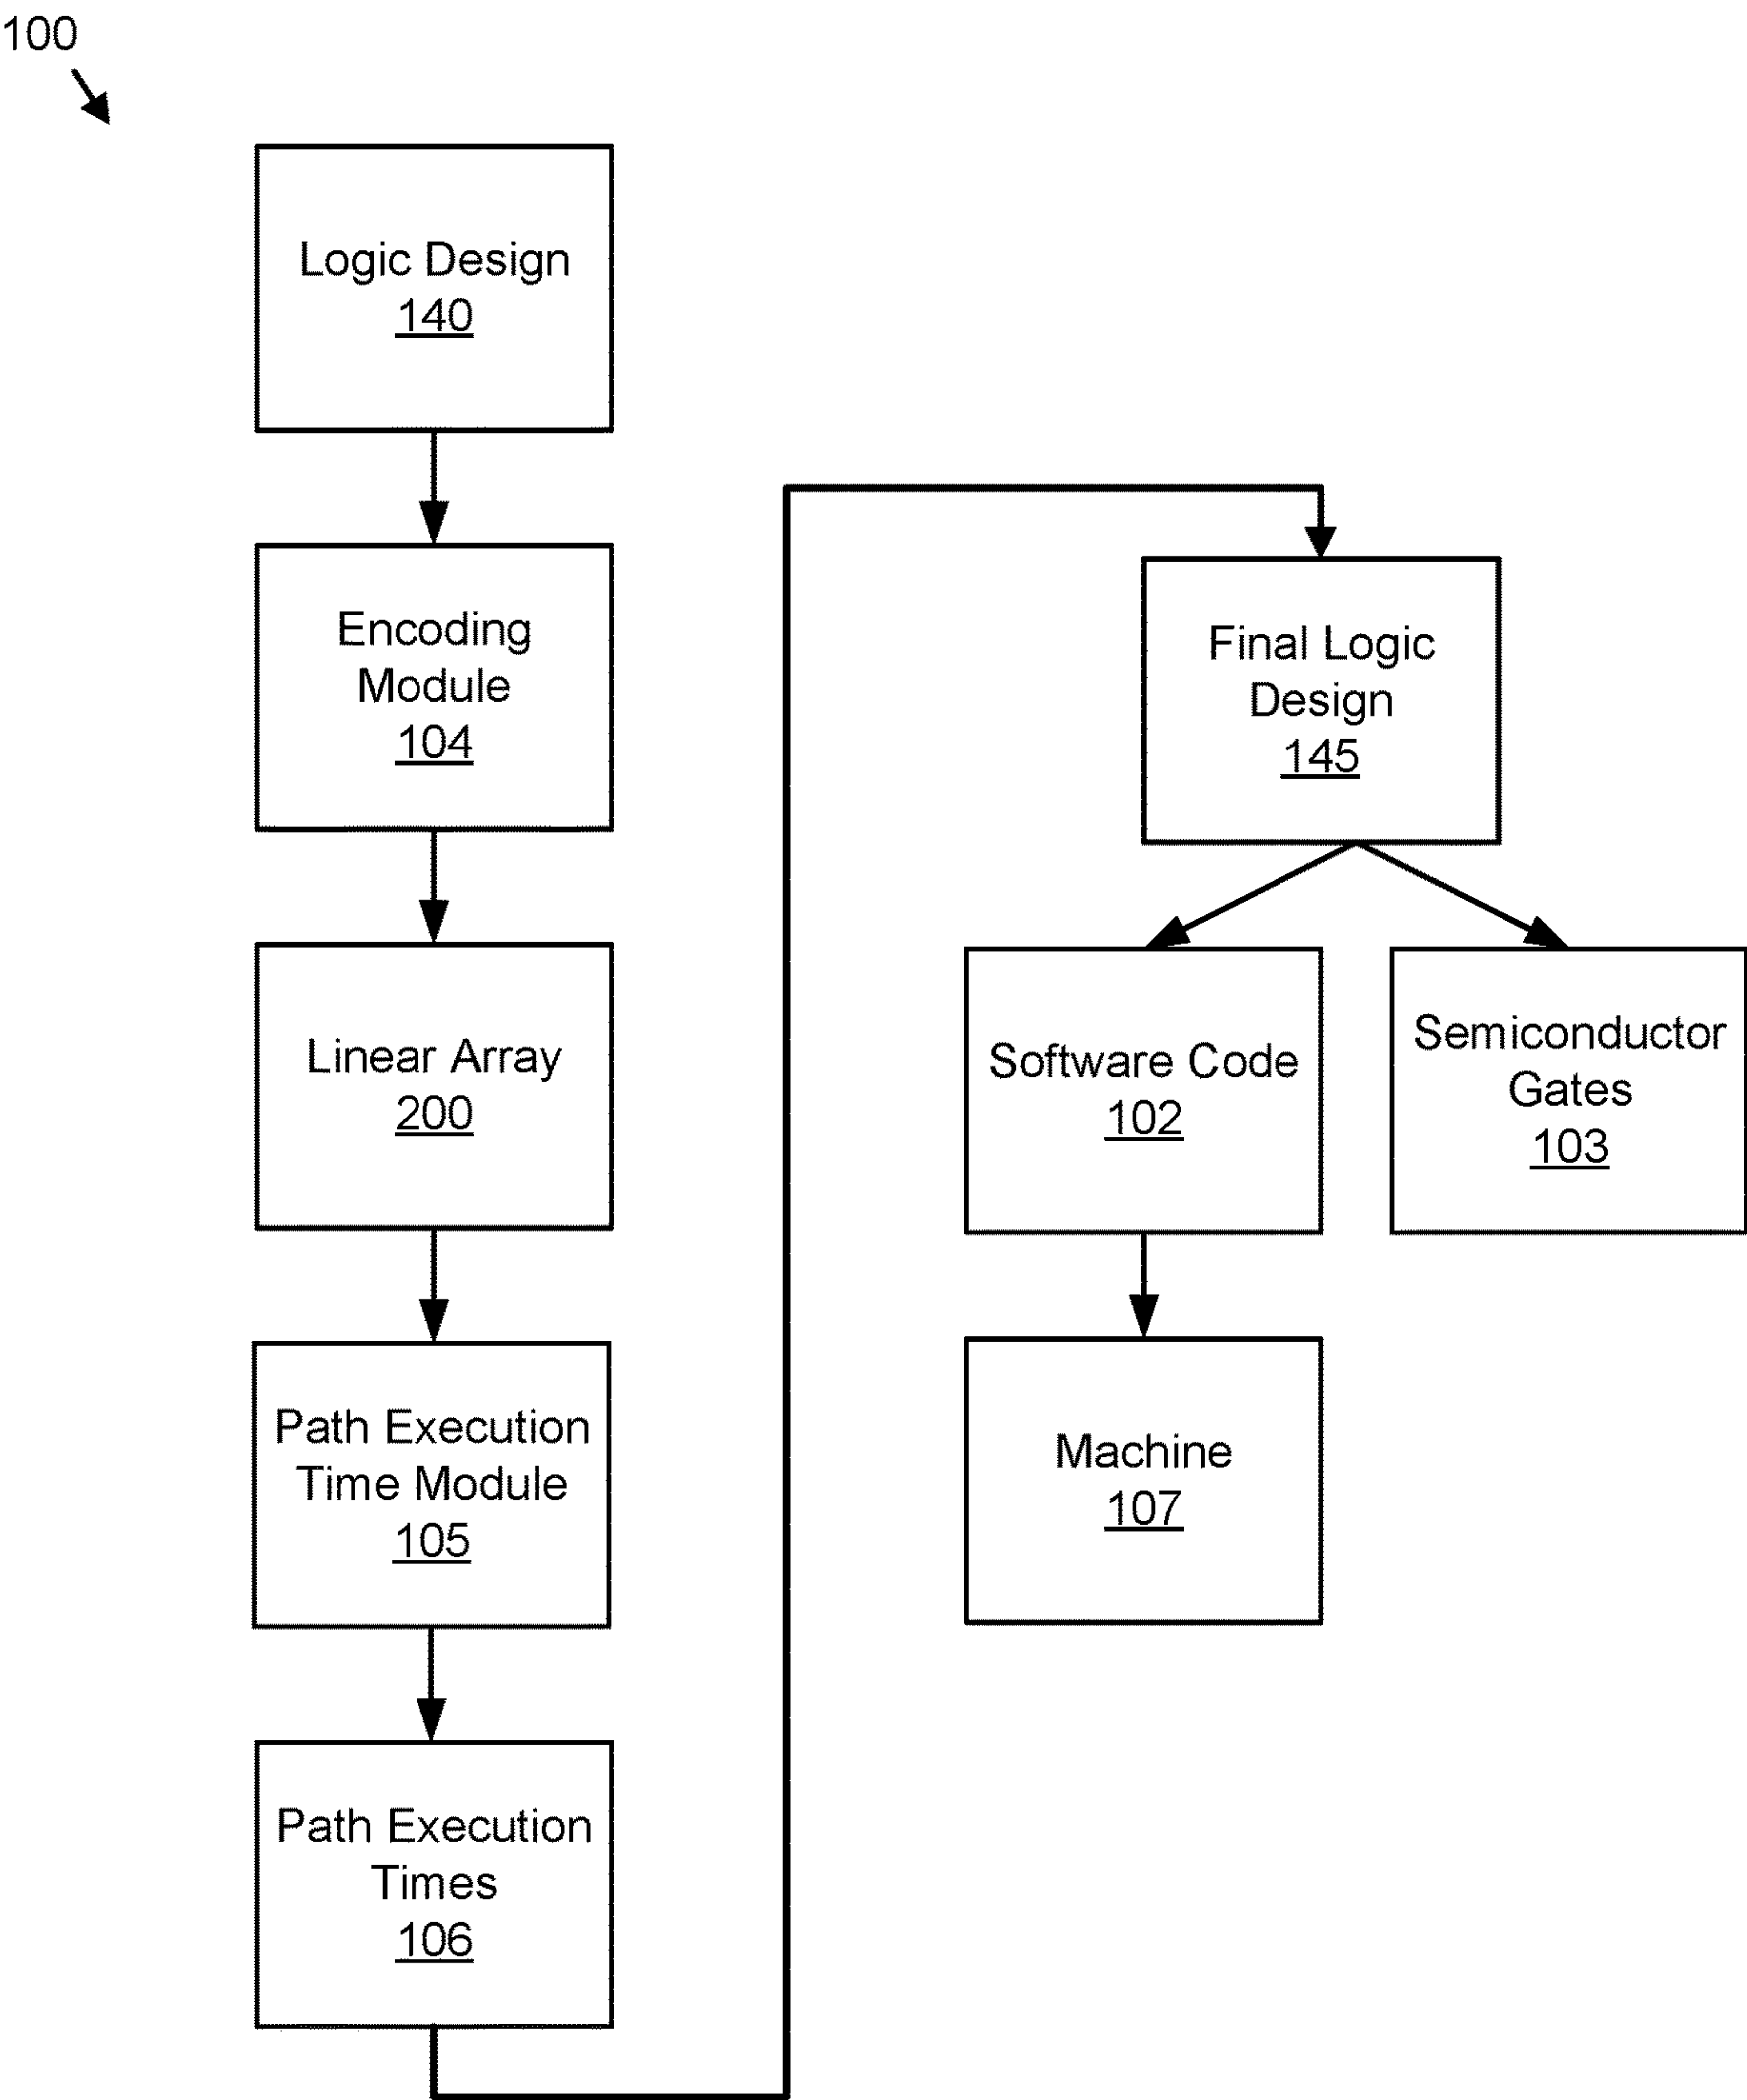 100
Logic Design
140
Encoding
Module
104
Linear Array
200
Path Execution
Time Module
105
Path Execution
Times
106
Final Logic
Design
145
Software Code
102
Semiconductor
Gates
103
Machine
107